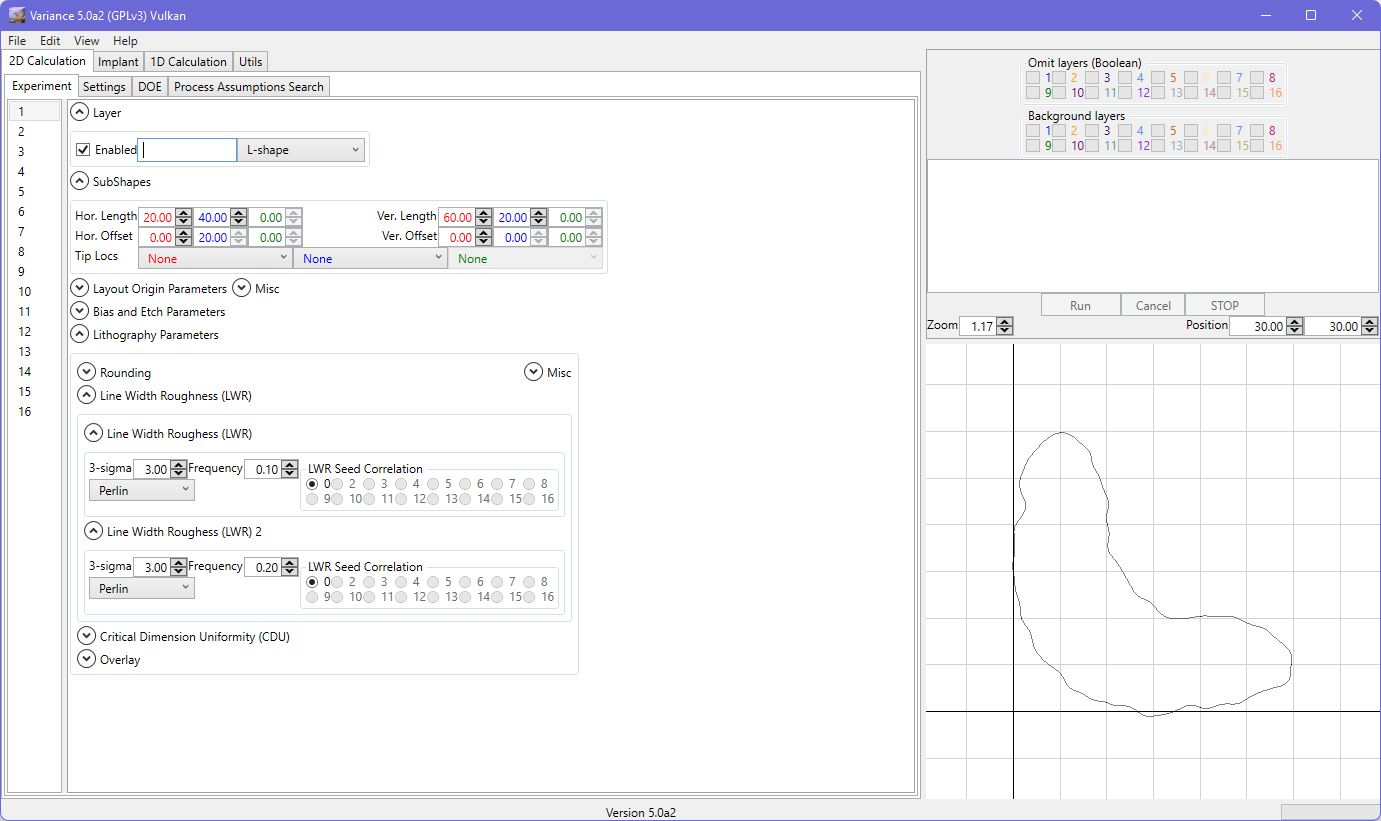 Variance 5.0a2 (GPLv3) Vulkan
File Edit View Help
2D Calculation Implant 1D Calculation Utils
Experiment Settings DOE Process Assumptions Search
1
2
3
4
5
6
7
8
9
10
11
12
13
14
15
16
Layer
Enabled L-shape
SubShapes
Hor. Length 20.00 40.00 0.00 Ver. Length 60.00 20.00 0.00
Hor. Offset 0.00 20.00 0.00 Ver. Offset 0.00 0.00 0.00
Tip Locs None None None
Layout Origin Parameters Misc
Bias and Etch Parameters
Lithography Parameters
Rounding Misc
Line Width Roughness (LWR)
Line Width Roughess (LWR)
3-sigma 3.00 Frequency 0.10 LWR Seed Correlation
Perlin
0 2 3 4 5 6 7 8
9 10 11 12 13 14 15 16
Line Width Roughess (LWR) 2
3-sigma 3.00 Frequency 0.20 LWR Seed Correlation
Perlin
0 2 3 4 5 6 7 8
9 10 11 12 13 14 15 16
Critical Dimension Uniformity (CDU)
Overlay
Omit layers (Boolean)
1 2 3 4 5 6 7 8
9 10 11 12 13 14 15 16
Background layers
1 2 3 4 5 6 7 8
9 10 11 12 13 14 15 16
Run Cancel STOP
Zoom 1.17 Position 30.00 30.00
Version 5.0a2